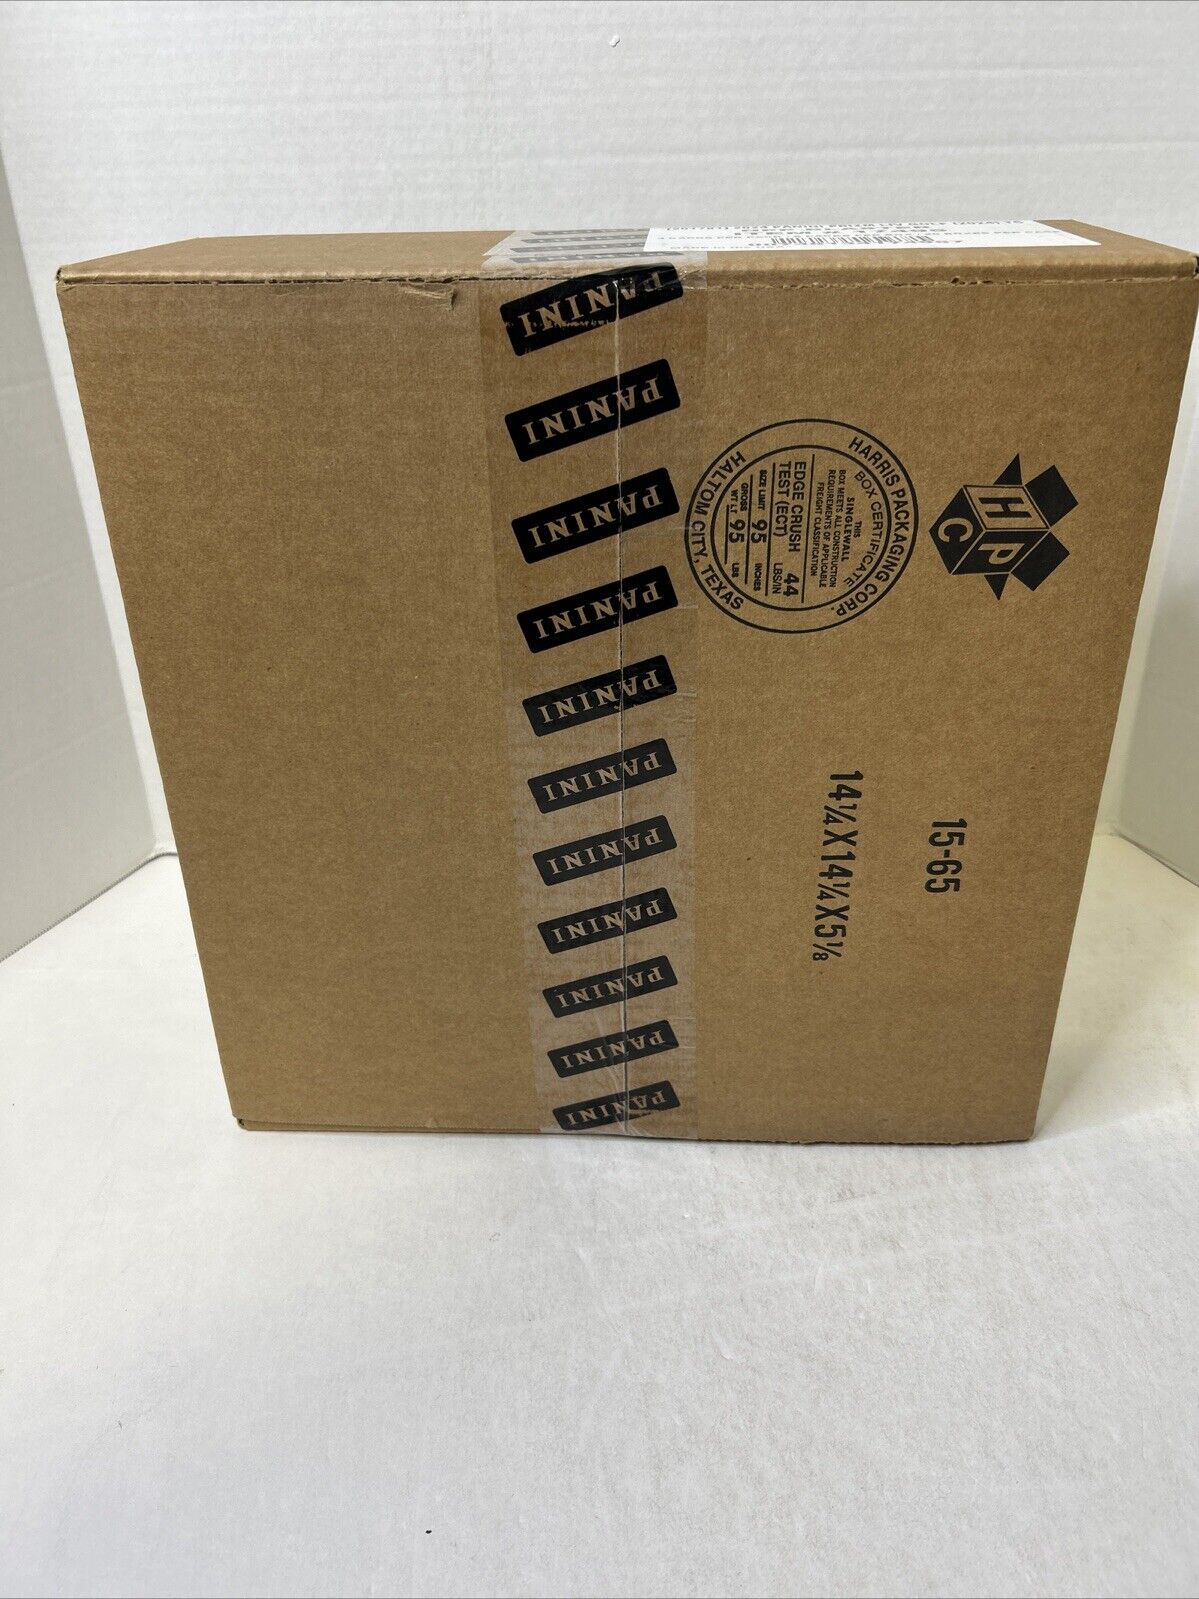 PANINI
PANINI
PANINI
PANINI
PANINI
PANINI
PANINI
PANINI
PANINI
PANINI
PANINI
HPC
HARRIS PACKAGING CORP.
BOX CERTIFICATE
THIS
SINGLEWALL
BOX MEETS ALL CONSTRUCTION
REQUIREMENTS OF APPLICABLE
FREIGHT CLASSIFICATION
EDGE CRUSH
TEST (ECT) 44 LBS/IN
SIZE LIMIT 95 INCHES
GROSS
WT LT 95 LBS
HALTOM CITY, TEXAS
15-65
14¼X14¼X5⅛